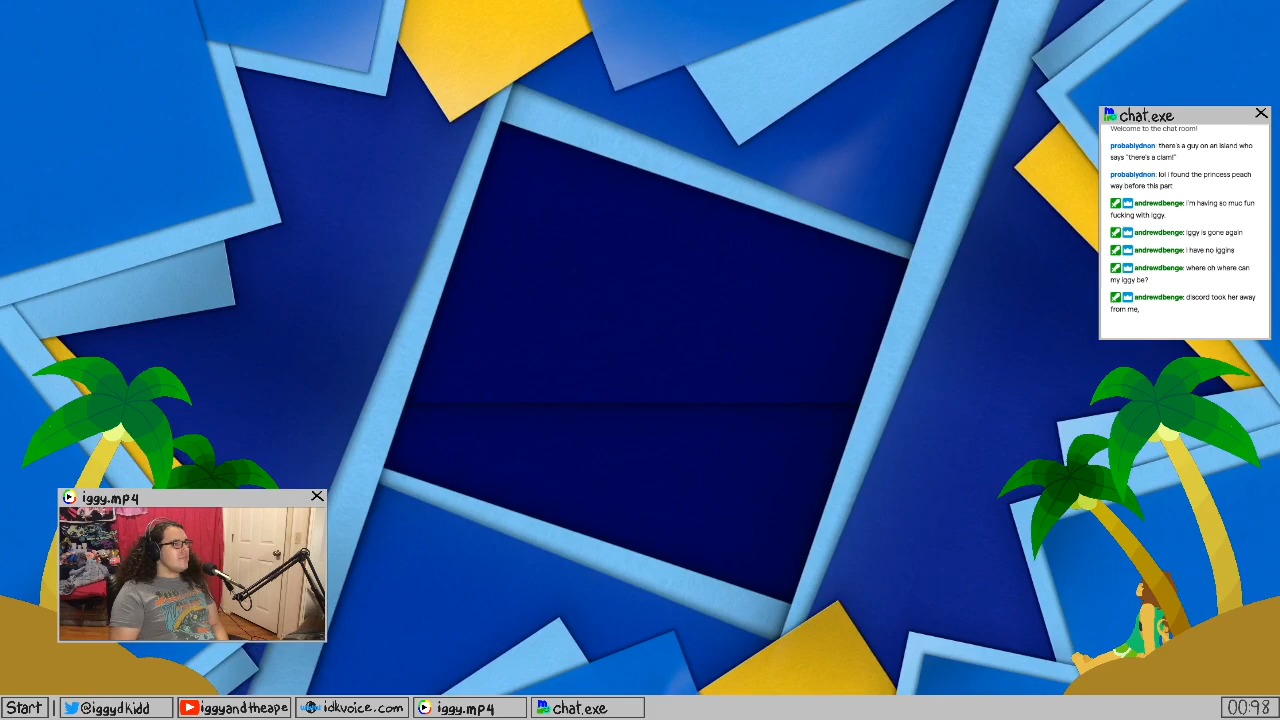 chat.exe
Welcome to the chat room!
probablydnon: there's a guy on an island who
says "there's a clam!"
probablydnon: lol i found the princess peach
way before this part
andrewdbenge: I'm having so muc fun
fucking with iggy.
andrewdbenge: iggy is gone again
andrewdbenge: i have no iggins
andrewdbenge: where oh where can
my iggy be?
andrewdbenge: discord took her away
from me,
iggy.mp4
Start
@iggydkidd
iggyandtheape
idkvoice.com
iggy.mp4
chat.exe
00:98